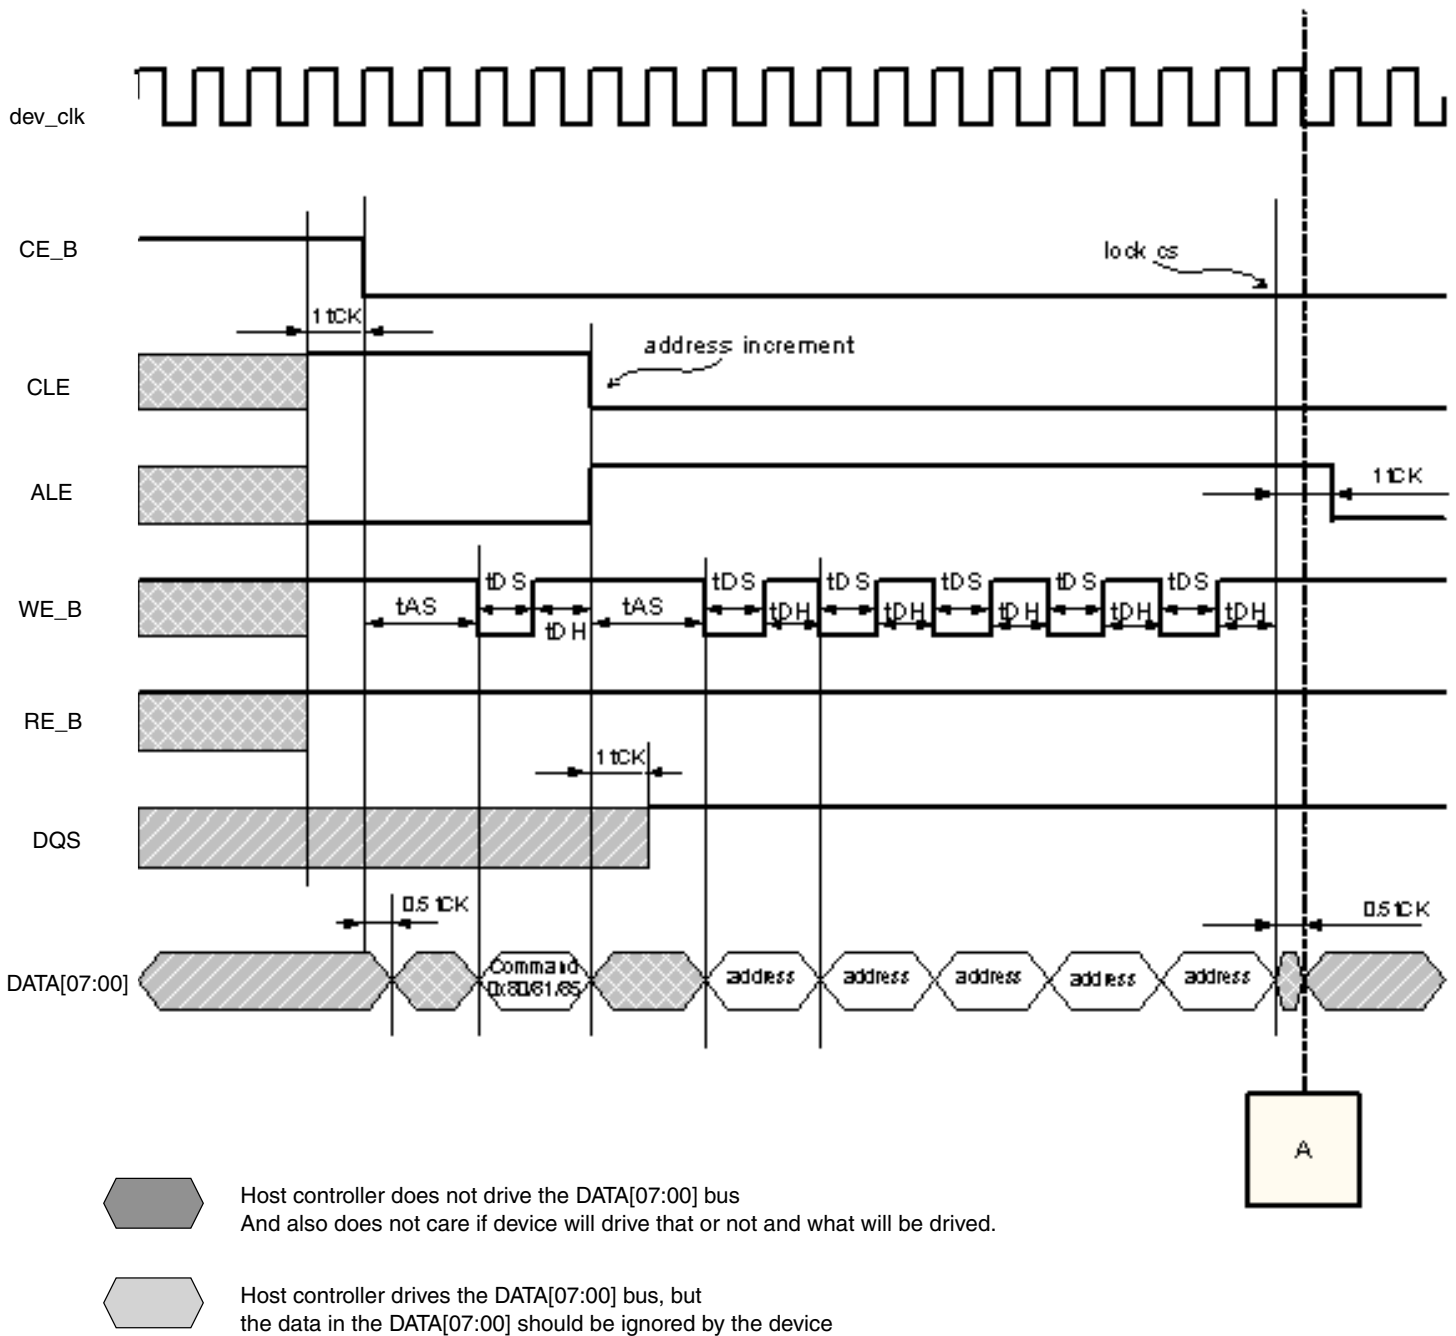 dev_clk
CE_B
lock cs
1 tCK
address increment
CLE
ALE
1 tCK
WE_B
tAS
tDS
tDH
tAS
tDS
tDH
tDS
tDH
tDS
tDH
tDS
tDH
tDS
tDH
RE_B
1 tCK
DQS
0.5 tCK
0.5 tCK
DATA[07:00]
Command
0x80/81/85
address
address
address
address
address
A
Host controller does not drive the DATA[07:00] bus
And also does not care if device will drive that or not and what will be drived.
Host controller drives the DATA[07:00] bus, but
the data in the DATA[07:00] should be ignored by the device